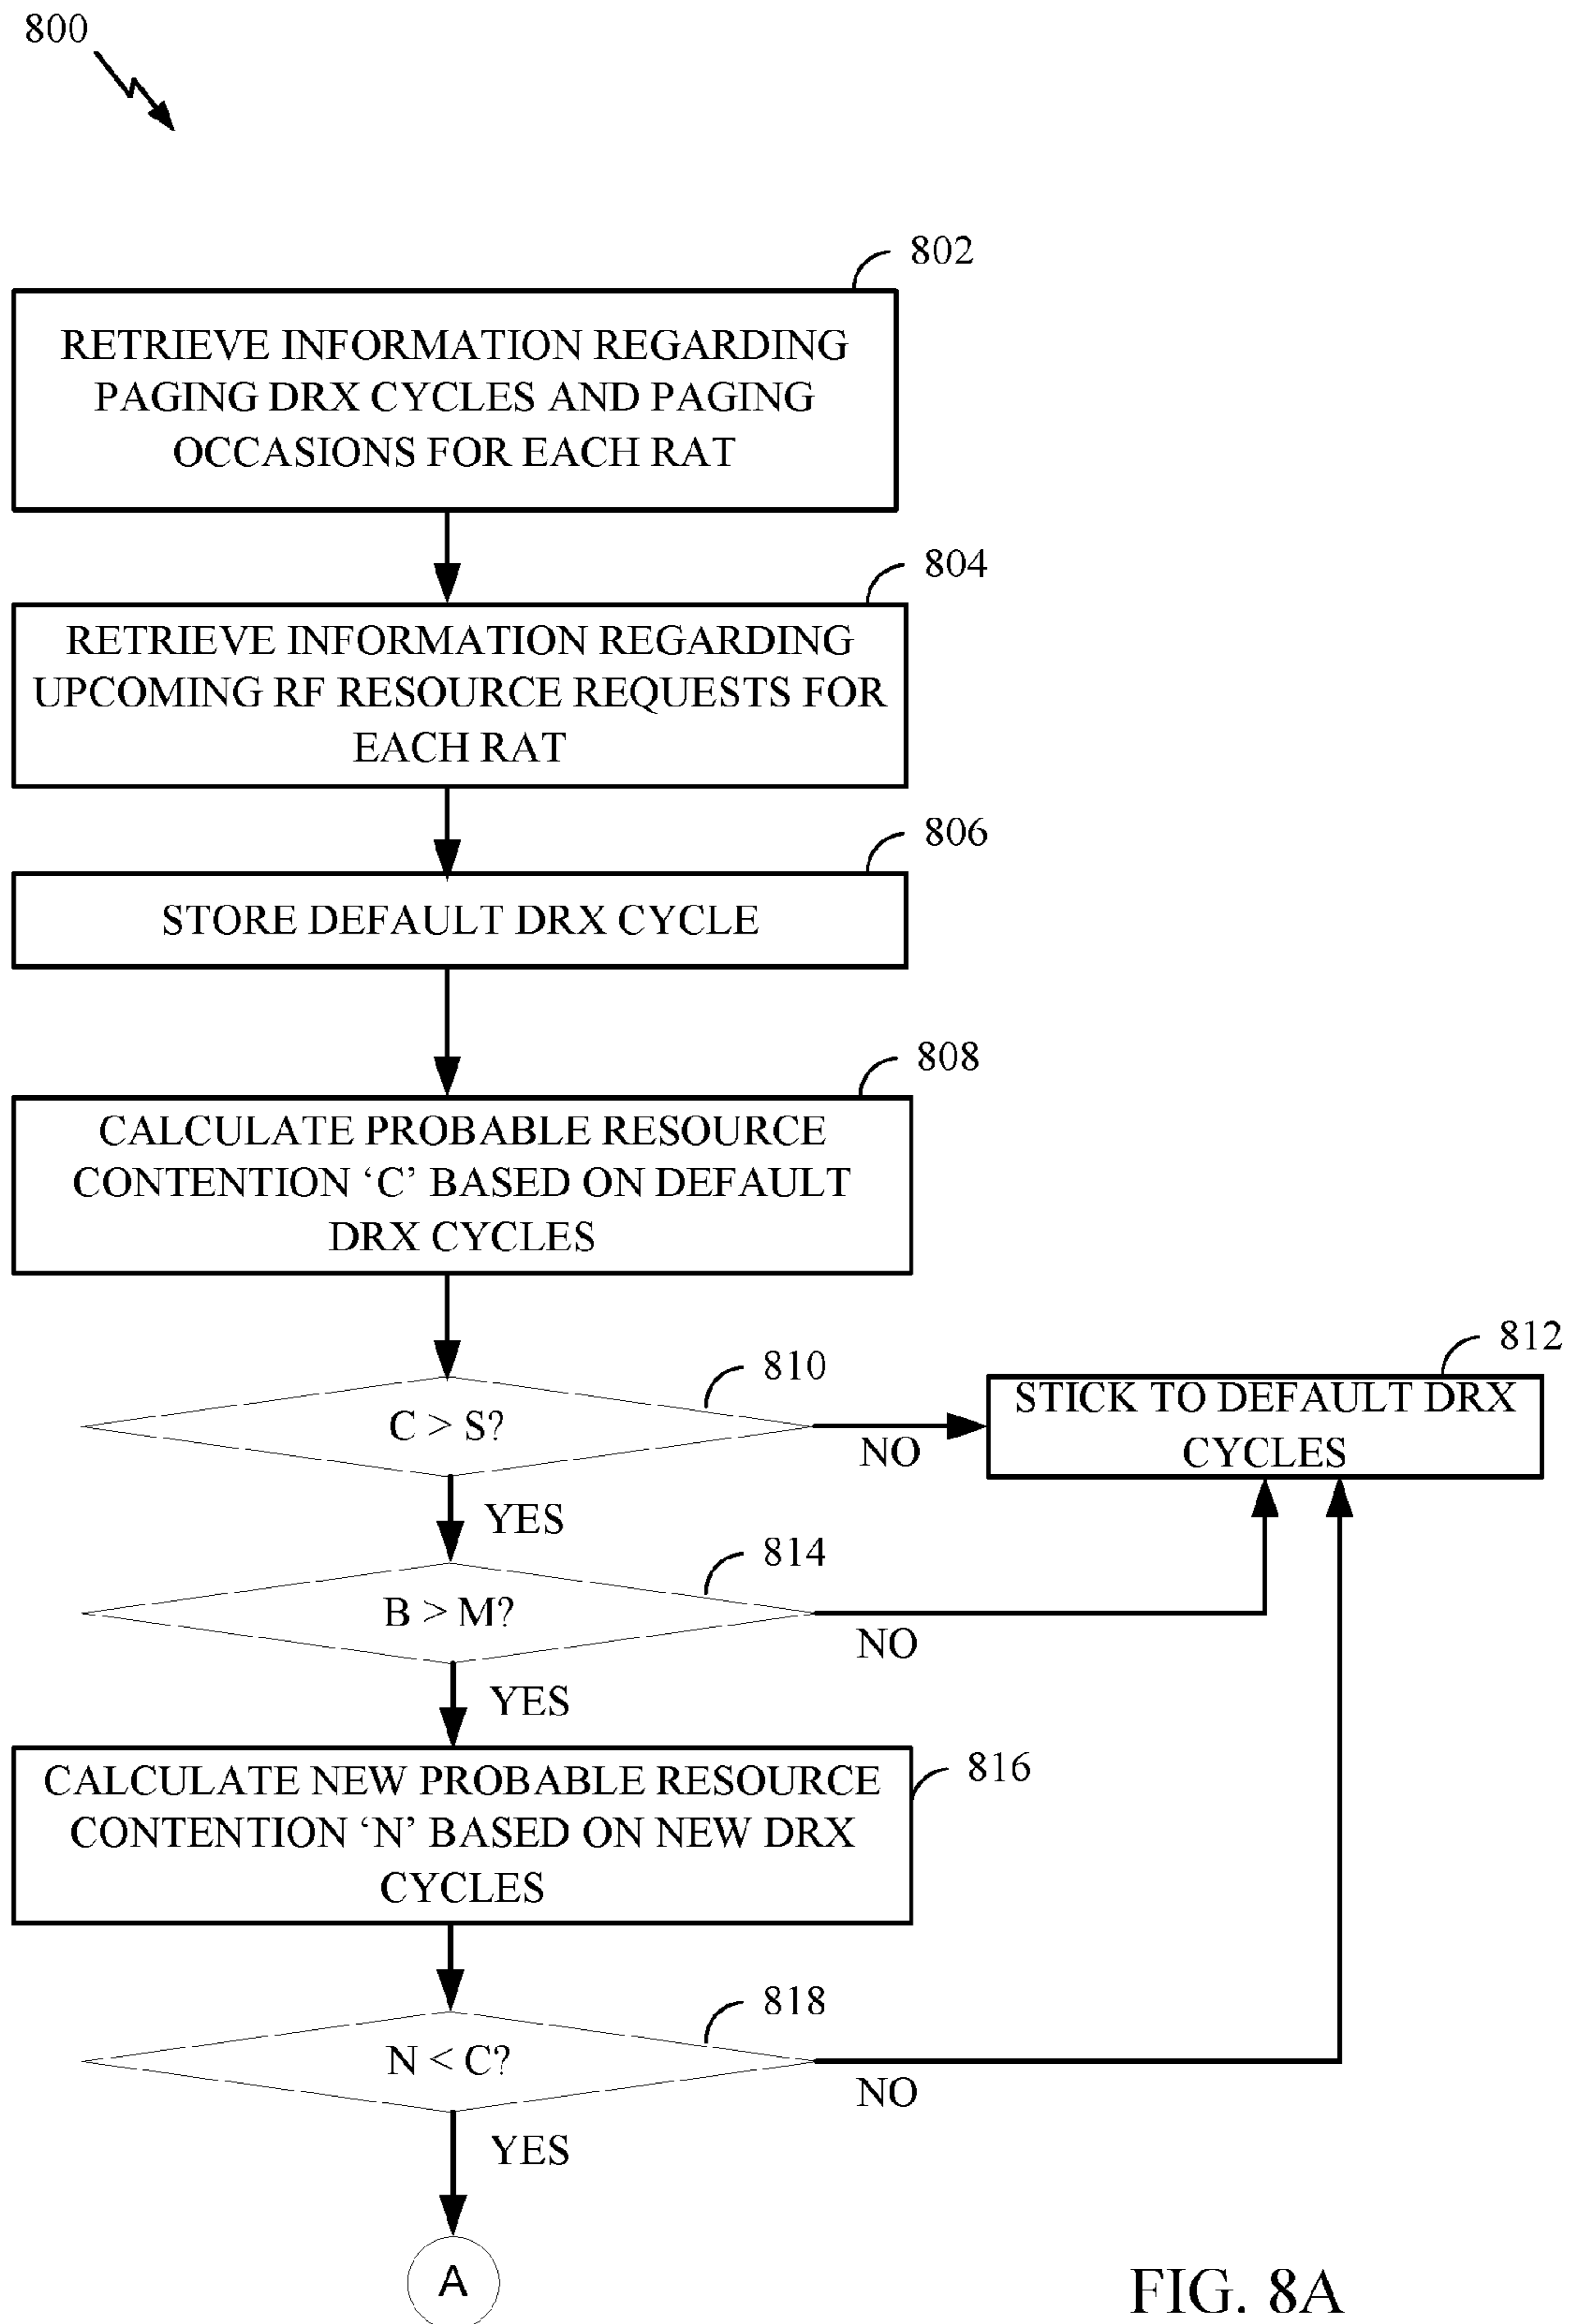 800
802
RETRIEVE INFORMATION REGARDING
PAGING DRX CYCLES AND PAGING
OCCASIONS FOR EACH RAT
804
RETRIEVE INFORMATION REGARDING
UPCOMING RF RESOURCE REQUESTS FOR
EACH RAT
806
STORE DEFAULT DRX CYCLE
808
CALCULATE PROBABLE RESOURCE
CONTENTION ‘C’ BASED ON DEFAULT
DRX CYCLES
810
C > S?
NO
812
STICK TO DEFAULT DRX
CYCLES
YES
814
B > M?
NO
YES
816
CALCULATE NEW PROBABLE RESOURCE
CONTENTION ‘N’ BASED ON NEW DRX
CYCLES
818
N < C?
NO
YES
A
FIG. 8A